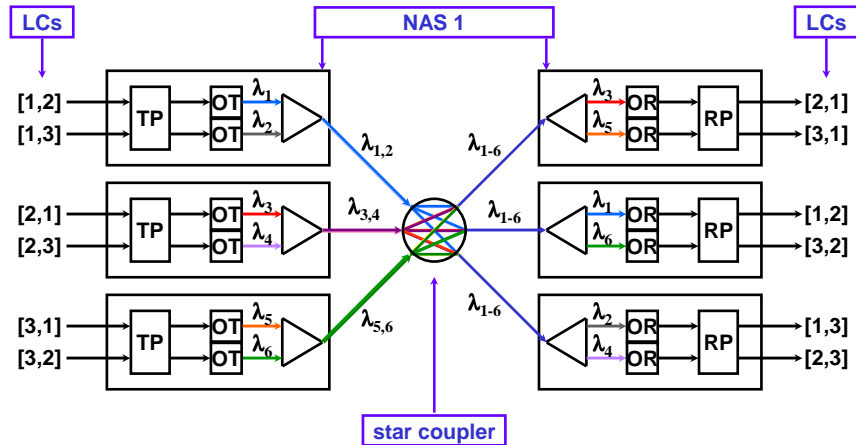 LCs NAS 1 LCs
[1,2] TP OT λ1 λ3 OR RP [2,1]
[1,3] OT λ2 λ5 OR [3,1]
λ1,2 λ1-6
[2,1] TP OT λ3 λ3,4 λ1-6 λ1 OR RP [1,2]
[2,3] OT λ4 λ6 OR [3,2]
λ5,6 λ1-6
[3,1] TP OT λ5 λ2 OR RP [1,3]
[3,2] OT λ6 λ4 OR [2,3]
star coupler